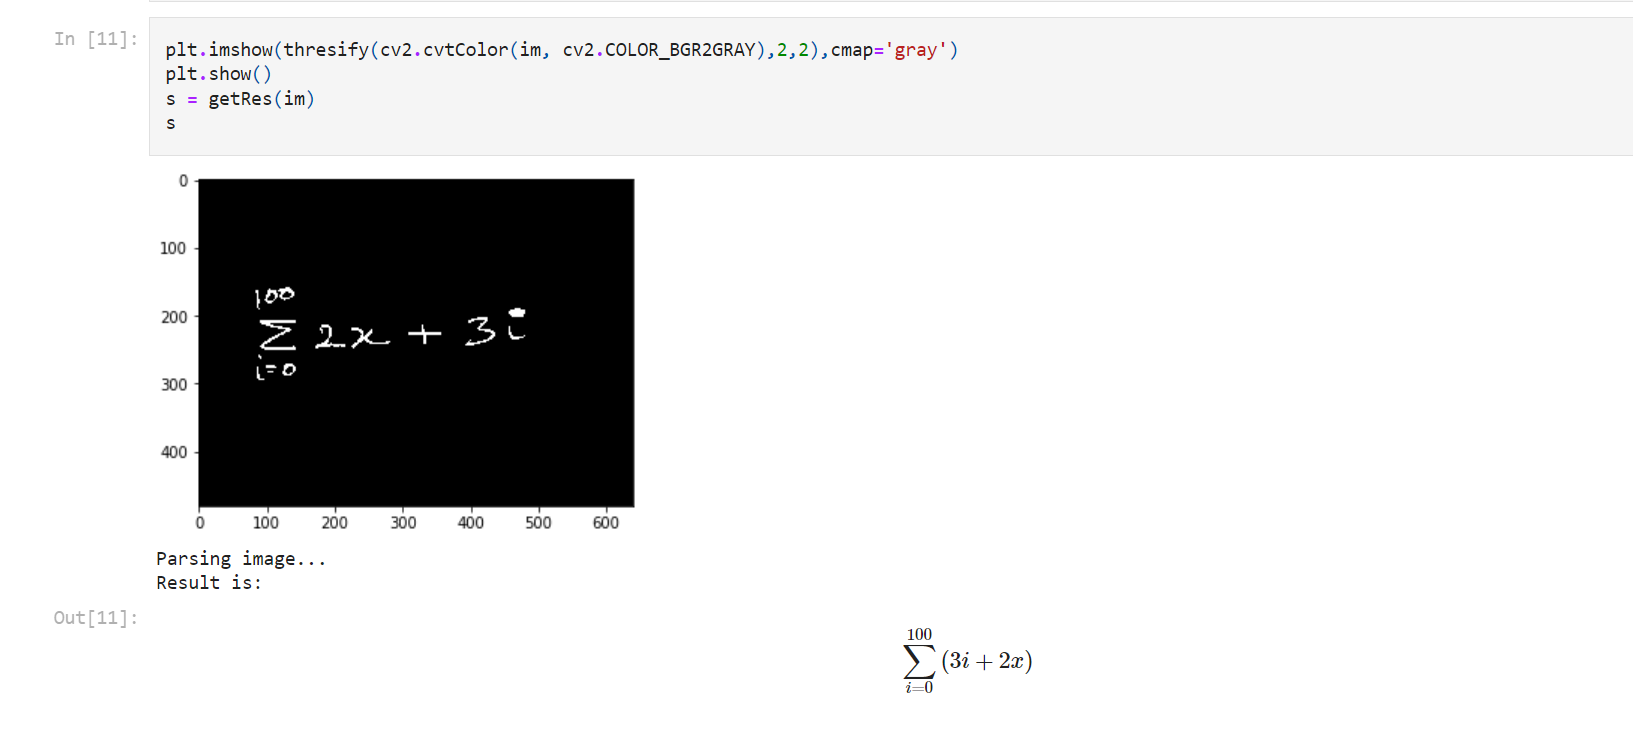 In [11]:
plt.imshow(thresify(cv2.cvtColor(im, cv2.COLOR_BGR2GRAY),2,2),cmap='gray')
plt.show()
s = getRes(im)
s
0
100
200
300
400
100
∑ 2x + 3i
i=0
0 100 200 300 400 500 600
Parsing image...
Result is:
Out[11]:
100
∑ (3i + 2x)
i=0